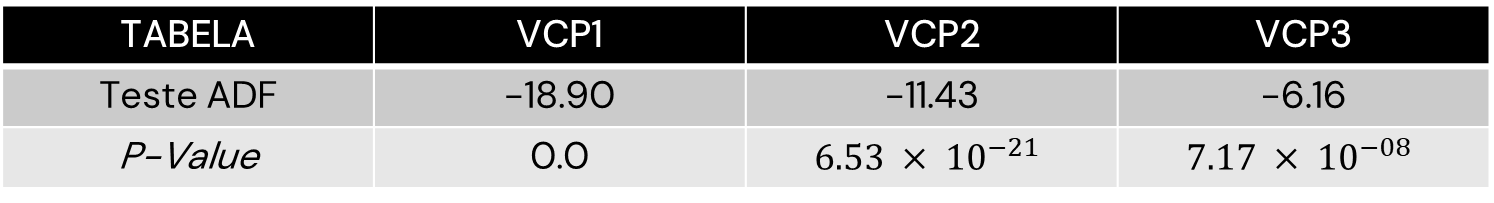 TABELA VCP1 VCP2 VCP3
Teste ADF -18.90 -11.43 -6.16
P-Value 0.0 6.53 × 10⁻²¹ 7.17 × 10⁻⁰⁸